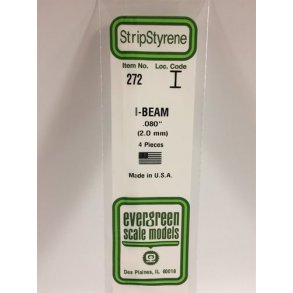 StripStyrene
Item No. Loc. Code
272
I-BEAM
.080"
(2.0 mm)
4 Pieces
Made in U.S.A.
evergreen
scale models
Des Plaines, IL 60018